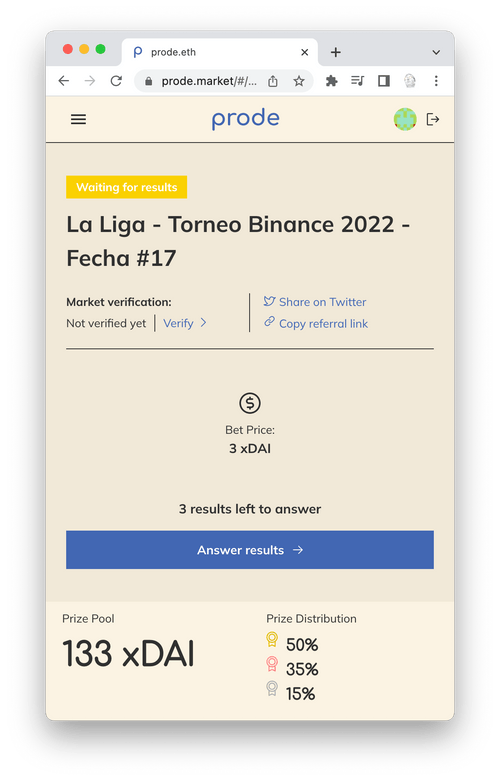 prode.eth
prode.market/#/...
prode
Waiting for results
La Liga - Torneo Binance 2022 -
Fecha #17
Market verification:
Not verified yet
Verify
Share on Twitter
Copy referral link
Bet Price:
3 xDAI
3 results left to answer
Answer results
Prize Pool
133 xDAI
Prize Distribution
50%
35%
15%